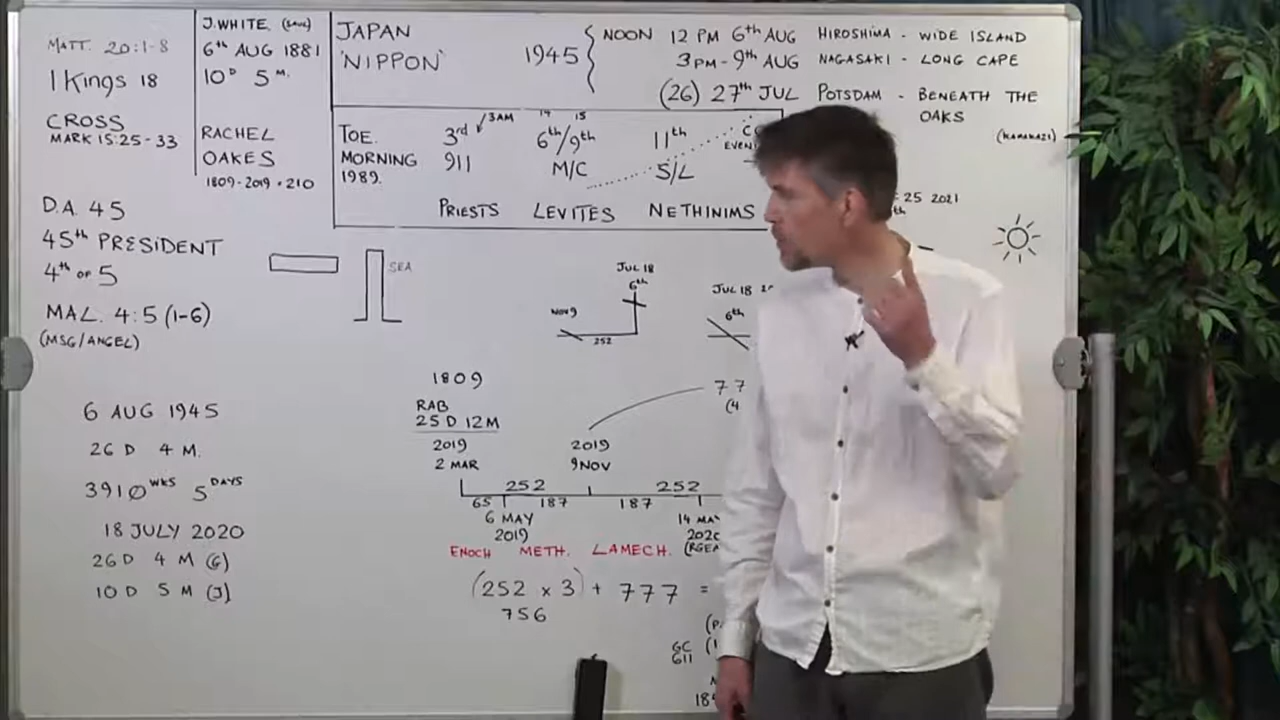 MATT. 20:1-8
1 KINGS 18
CROSS
MARK 15:25-33
J. WHITE. (SAUL)
6th AUG 1881
10 D 5 M.
RACHEL
OAKES
1809-2019 • 210
JAPAN
'NIPPON'
1945
NOON 12 PM 6th AUG HIROSHIMA - WIDE ISLAND
3PM - 9th AUG NAGASAKI - LONG CAPE
(26) 27th JUL POTSDAM - BENEATH THE
OAKS
(KAMAKAZI)
TOE.
MORNING
1989.
3rd
3AM
911
PRIESTS
14 15
6th/9th
M/C
LEVITES
11th
S/L
NETHINIMS
25 2021
D.A. 45
45th PRESIDENT
4th OF 5
MAL. 4:5 (1-6)
(MSG/ANGEL)
SEA
JUL 18
6th
NOV 9
252
JUL 18
6th
6 AUG 1945
26 D 4 M.
3910 WKS 5 DAYS
18 JULY 2020
26 D 4 M (G)
10 D 5 M (J)
1809
RAB
25 D 12 M
2019
2 MAR
2019
9 NOV
77
252
252
65
187
187
6 MAY
2019
14 MAY
ENOCH METH. LAMECH.
(252 x 3) + 777 =
756
GC
611